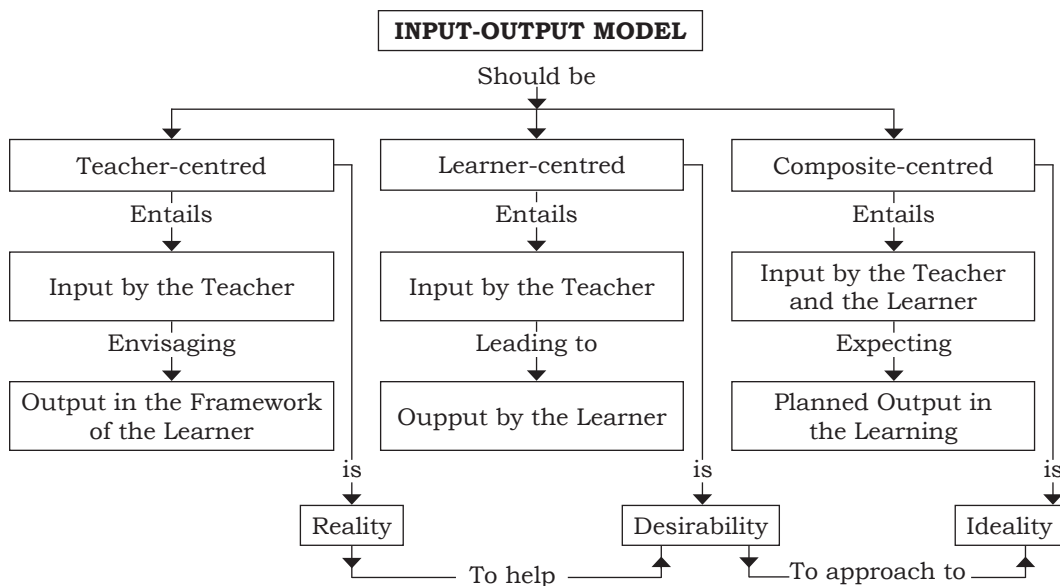 INPUT-OUTPUT MODEL
Should be
Teacher-centred
Learner-centred
Composite-centred
Entails
Entails
Entails
Input by the Teacher
Input by the Teacher
Input by the Teacher
and the Learner
Envisaging
Leading to
Expecting
Output in the Framework
of the Learner
Oupput by the Learner
Planned Output in
the Learning
is
is
is
Reality
Desirability
Ideality
To help
To approach to